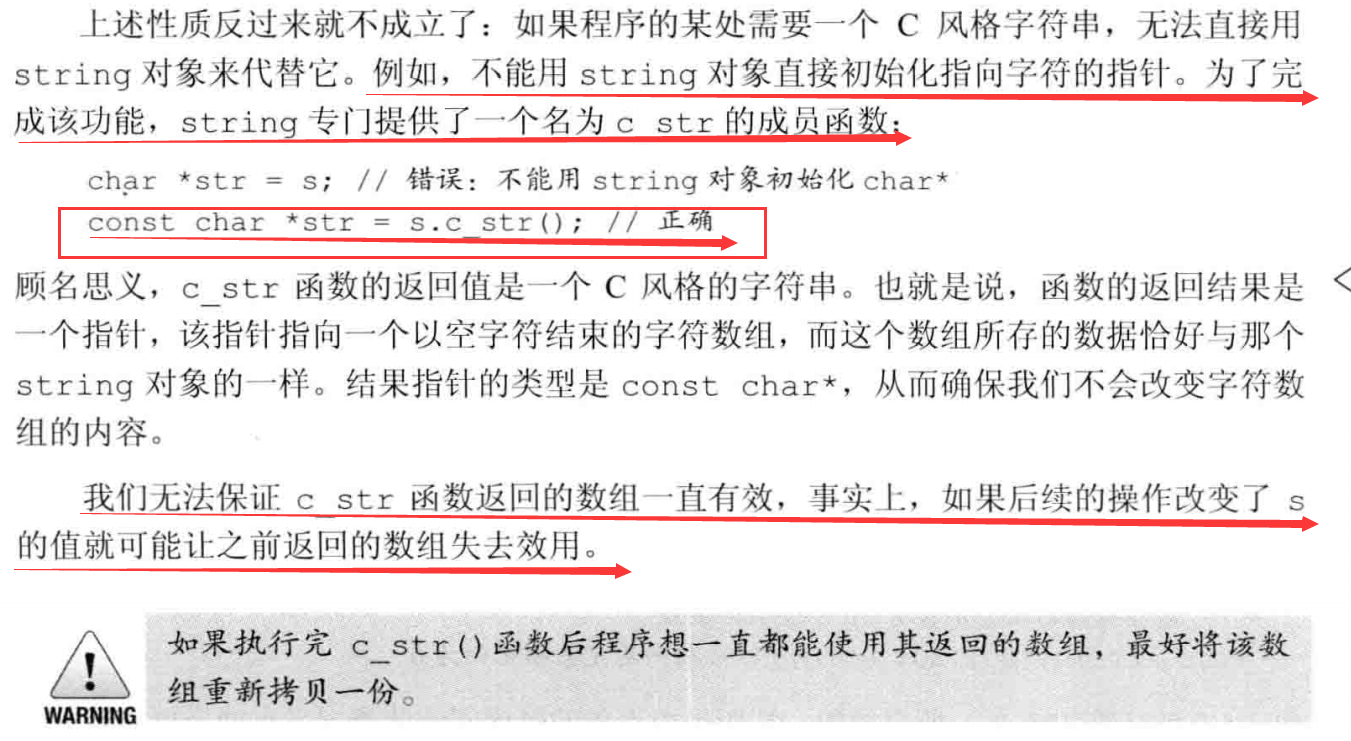 上述性质反过来就不成立了：如果程序的某处需要一个 C 风格字符串，无法直接用
string 对象来代替它。例如，不能用 string 对象直接初始化指向字符的指针。为了完
成该功能，string 专门提供了一个名为 c_str 的成员函数：
char *str = s; // 错误：不能用 string 对象初始化 char*
const char *str = s.c_str(); // 正确
顾名思义，c_str 函数的返回值是一个 C 风格的字符串。也就是说，函数的返回结果是
一个指针，该指针指向一个以空字符结束的字符数组，而这个数组所存的数据恰好与那个
string 对象的一样。结果指针的类型是 const char*，从而确保我们不会改变字符数
组的内容。
我们无法保证 c_str 函数返回的数组一直有效，事实上，如果后续的操作改变了 s
的值就可能让之前返回的数组失去效用。
如果执行完 c_str()函数后程序想一直都能使用其返回的数组，最好将该数
组重新拷贝一份。
WARNING